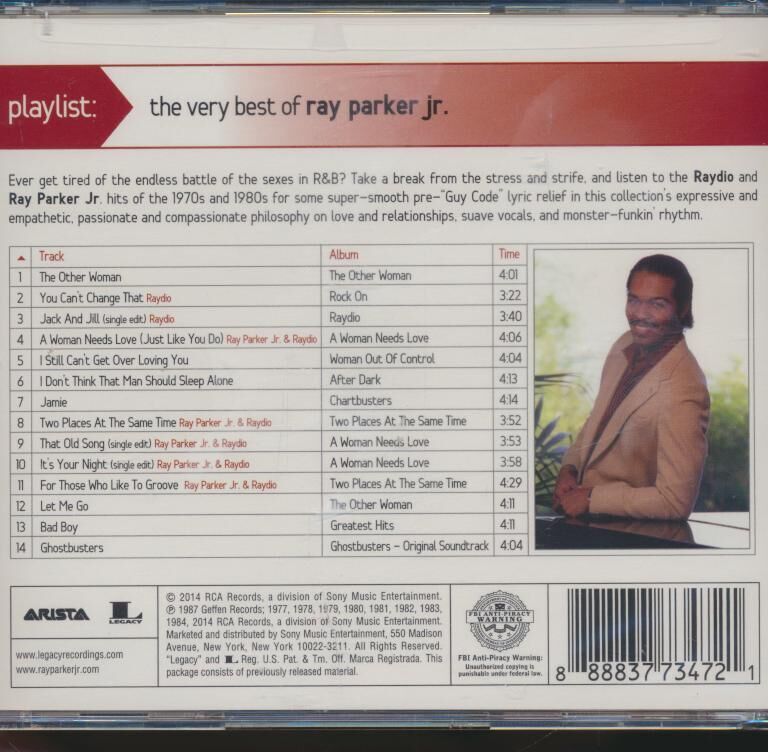 playlist: the very best of ray parker jr.
Ever get tired of the endless battle of the sexes in R&B? Take a break from the stress and strife, and listen to the Raydio and
Ray Parker Jr. hits of the 1970s and 1980s for some super-smooth pre-"Guy Code" lyric relief in this collection's expressive and
empathetic, passionate and compassionate philosophy on love and relationships, suave vocals, and monster-funkin' rhythm.
Track Album Time
1 The Other Woman The Other Woman 4:01
2 You Can't Change That Raydio Rock On 3:22
3 Jack And Jill (single edit) Raydio Raydio 3:40
4 A Woman Needs Love (Just Like You Do) Ray Parker Jr. & Raydio A Woman Needs Love 4:06
5 I Still Can't Get Over Loving You Woman Out Of Control 4:04
6 I Don't Think That Man Should Sleep Alone After Dark 4:13
7 Jamie Chartbusters 4:14
8 Two Places At The Same Time Ray Parker Jr. & Raydio Two Places At The Same Time 3:52
9 That Old Song (single edit) Ray Parker Jr. & Raydio A Woman Needs Love 3:53
10 It's Your Night (single edit) Ray Parker Jr. & Raydio A Woman Needs Love 3:58
11 For Those Who Like To Groove Ray Parker Jr. & Raydio Two Places At The Same Time 4:29
12 Let Me Go The Other Woman 4:11
13 Bad Boy Greatest Hits 4:11
14 Ghostbusters Ghostbusters - Original Soundtrack 4:04
ARISTA L LEGACY
www.legacyrecordings.com
www.rayparkerjr.com
© 2014 RCA Records, a division of Sony Music Entertainment.
℗ 1987 Geffen Records; 1977, 1978, 1979, 1980, 1981, 1982, 1983,
1984, 2014 RCA Records, a division of Sony Music Entertainment.
Marketed and distributed by Sony Music Entertainment, 550 Madison
Avenue, New York, New York 10022-3211. All Rights Reserved.
"Legacy" and L Reg. U.S. Pat. & Tm. Off. Marca Registrada. This
package consists of previously released material.
FBI ANTI-PIRACY
WARNING
FBI Anti-Piracy Warning:
Unauthorized copying is
punishable under federal law.
8 88837 73472 1